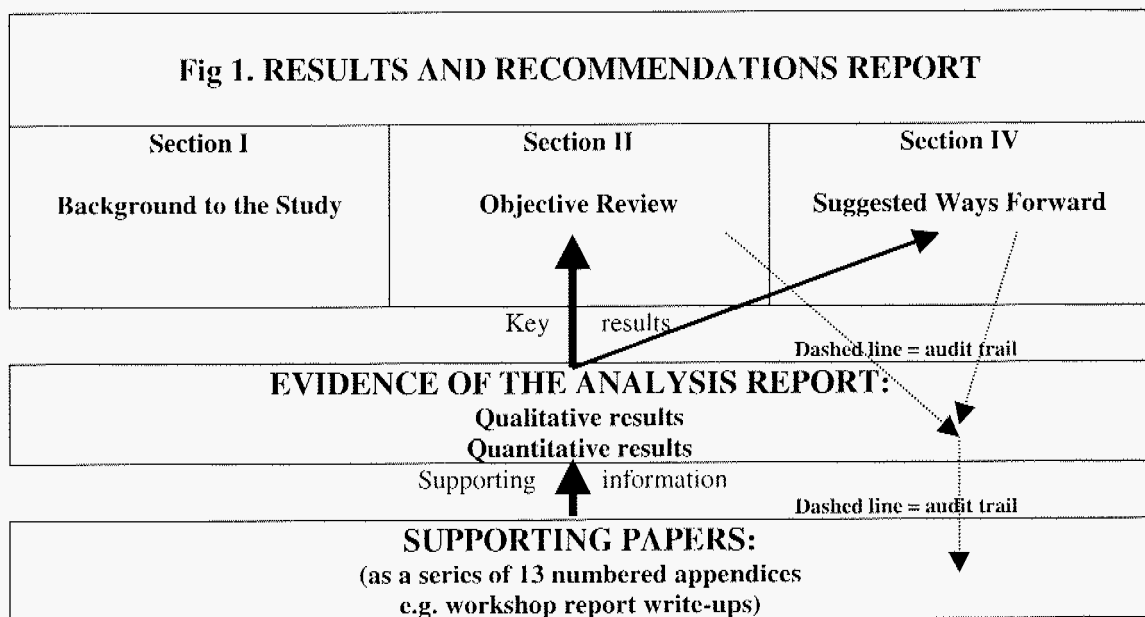 Fig 1. RESULTS AND RECOMMENDATIONS REPORT
Section I
Background to the Study
Section II
Objective Review
Section IV
Suggested Ways Forward
Key results
Dashed line = audit trail
EVIDENCE OF THE ANALYSIS REPORT:
Qualitative results
Quantitative results
Supporting information
Dashed line = audit trail
SUPPORTING PAPERS:
(as a series of 13 numbered appendices
e.g. workshop report write-ups)